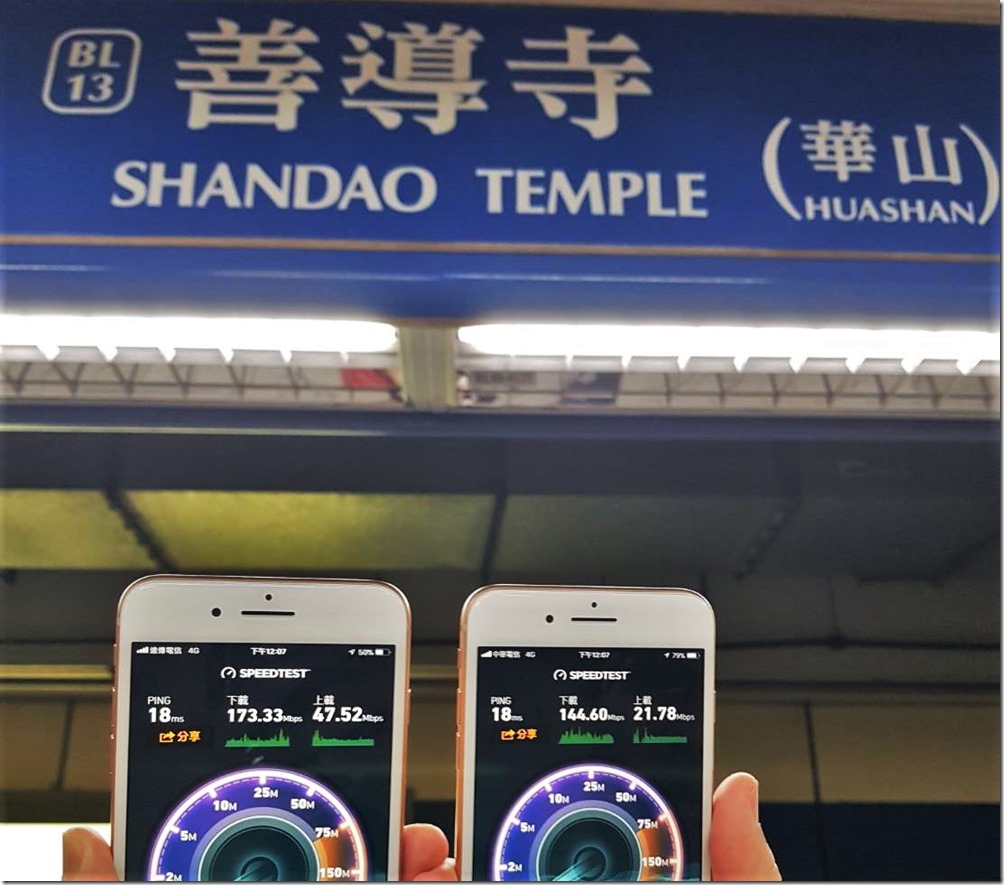 BL
13
善導寺
SHANDAO TEMPLE
(華山)
HUASHAN
遠傳電信 4G 下午12:07 50%
SPEEDTEST
PING 下載 上載
18ms 173.33Mbps 47.52Mbps
分享
2M 5M 10M 25M 50M 75M 150M
中華電信 4G 下午12:07 79%
SPEEDTEST
PING 下載 上載
18ms 144.60Mbps 21.78Mbps
分享
2M 5M 10M 25M 50M 75M 150M